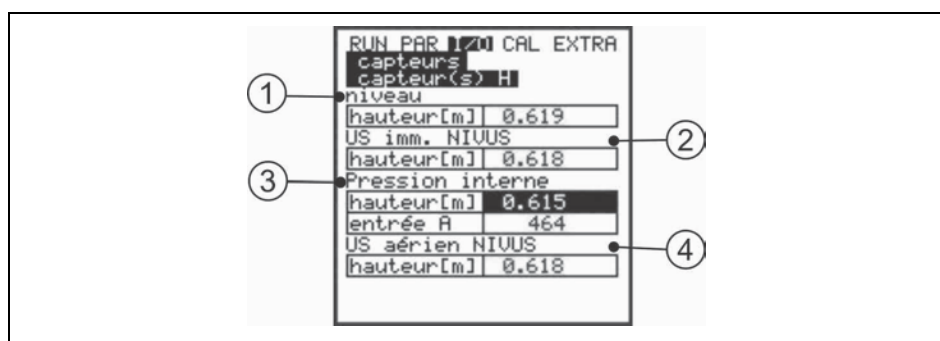 RUN PAR I/O CAL EXTRA
capteurs
capteur(s) H
1
niveau
hauteur[m] 0.619
US imm. NIVUS
2
hauteur[m] 0.618
3
Pression interne
hauteur[m] 0.615
entrée A 464
US aérien NIVUS
4
hauteur[m] 0.618